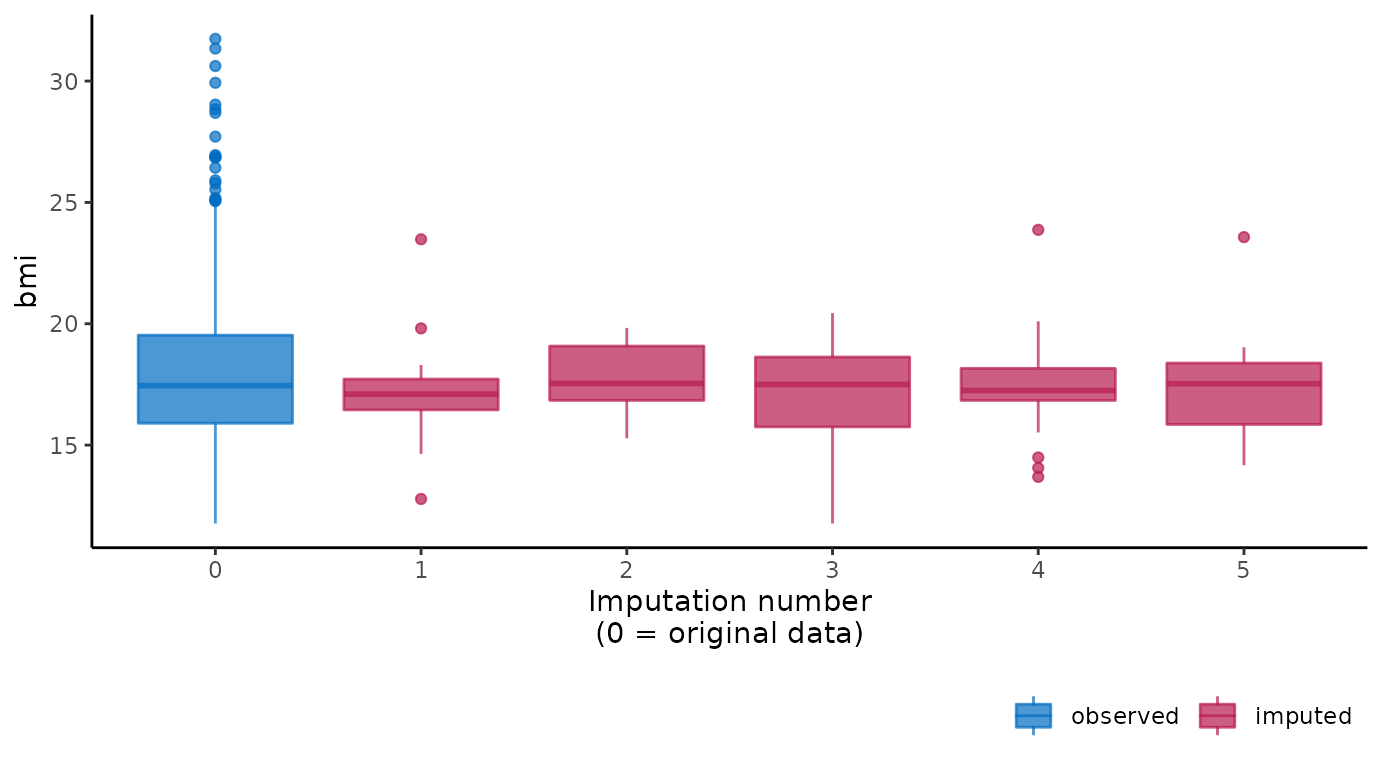 30
25
20
15
bmi
0 1 2 3 4 5
Imputation number
(0 = original data)
observed imputed